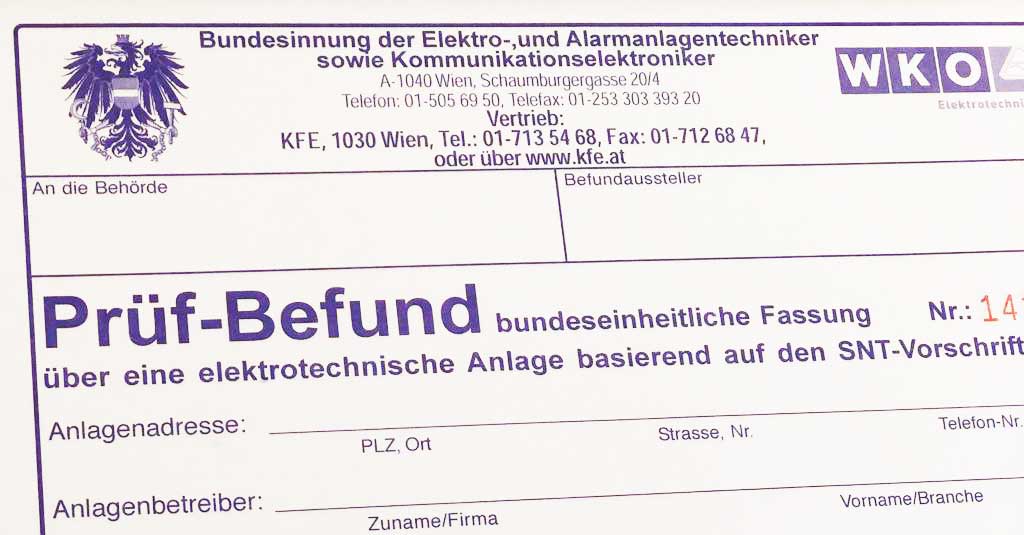 Bundesinnung der Elektro-,und Alarmanlagentechniker
sowie Kommunikationselektroniker
A-1040 Wien, Schaumburgergasse 20/4
Telefon: 01-505 69 50, Telefax: 01-253 303 393 20
Vertrieb:
KFE, 1030 Wien, Tel.: 01-713 54 68, Fax: 01-712 68 47,
oder über www.kfe.at
WKO
An die Behörde
Befundaussteller
Prüf-Befund bundeseinheitliche Fassung Nr.: 14
über eine elektrotechnische Anlage basierend auf den SNT-Vorschrift
Anlagenadresse:
PLZ, Ort Strasse, Nr. Telefon-Nr.
Anlagenbetreiber:
Zuname/Firma Vorname/Branche